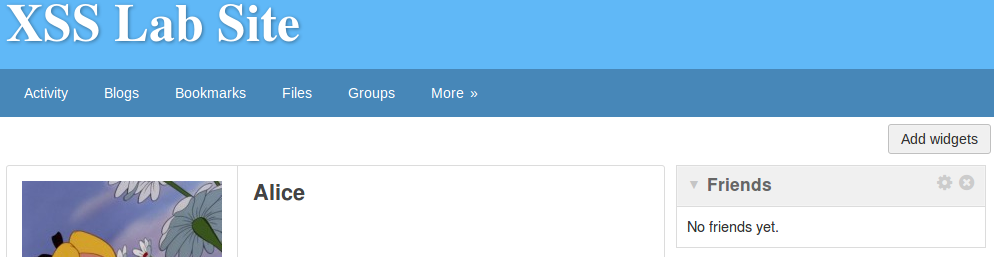 XSS Lab Site
Activity Blogs Bookmarks Files Groups More »
Add widgets
Alice
Friends
No friends yet.